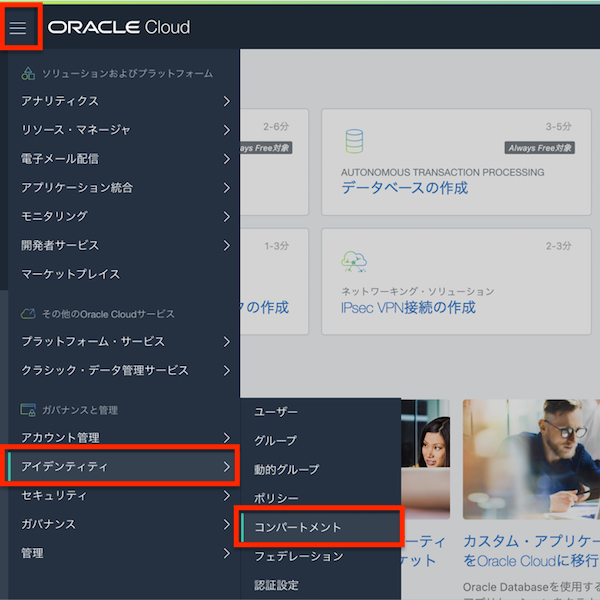 ORACLE Cloud
ソリューションおよびプラットフォーム
アナリティクス
リソース・マネージャ
電子メール配信
アプリケーション統合
モニタリング
開発者サービス
マーケットプレイス
その他のOracle Cloudサービス
プラットフォーム・サービス
クラシック・データ管理サービス
ガバナンスと管理
アカウント管理
アイデンティティ
セキュリティ
ガバナンス
管理
ユーザー
グループ
動的グループ
ポリシー
コンパートメント
フェデレーション
認証設定
2-6分
ays Free対象
3-5分
Always Free対象
AUTONOMOUS TRANSACTION PROCESSING
データベースの作成
1-3分
クの作成
2-3分
ネットワーキング・ソリューション
IPsec VPN接続の作成
ーティ
ケット
カスタム・アプリケー
をOracle Cloudに移行
Oracle Databaseを使用する